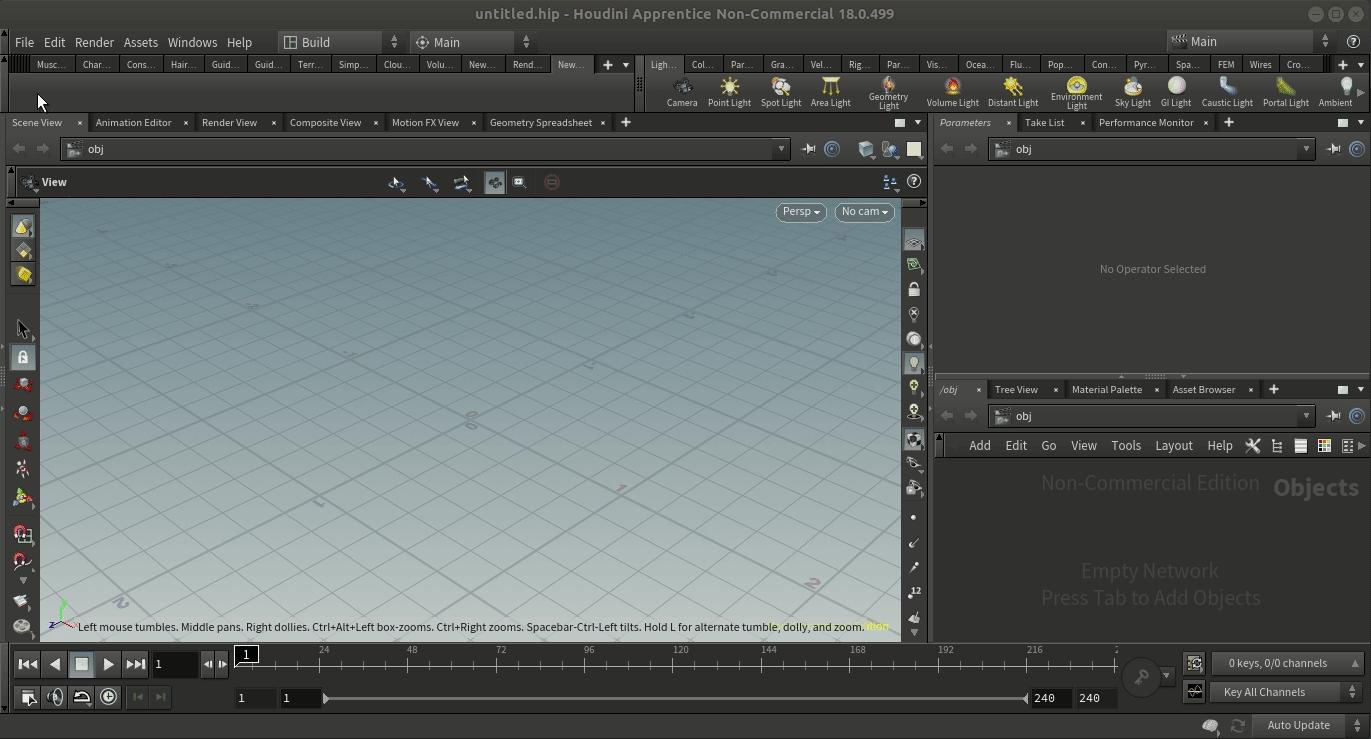 untitled.hip - Houdini Apprentice Non-Commercial 18.0.499
File Edit Render Assets Windows Help Build Main Main
Musc... Char... Cons... Hair... Guid... Guid... Terr... Simp... Clou... Volu... New... Rend... New... Ligh... Col... Par... Gra... Vel... Rig... Par... Vis... Ocea... Flu... Pop... Con... Pyr... Spa... FEM Wires Cro...
Camera Point Light Spot Light Area Light Geometry Light Volume Light Distant Light Environment Light Sky Light GI Light Caustic Light Portal Light Ambient
Scene View Animation Editor Render View Composite View Motion FX View Geometry Spreadsheet Parameters Take List Performance Monitor
obj obj
View
Persp No cam
No Operator Selected
/obj Tree View Material Palette Asset Browser
obj
Add Edit Go View Tools Layout Help
Non-Commercial Edition Objects
Empty Network
Press Tab to Add Objects
0
0
1
1
2
2
Left mouse tumbles. Middle pans. Right dollies. Ctrl+Alt+Left box-zooms. Ctrl+Right zooms. Spacebar-Ctrl-Left tilts. Hold L for alternate tumble, dolly, and zoom.
z
12
1 1 24 48 72 96 120 144 168 192 216 2
0 keys, 0/0 channels
1 1 240 240 Key All Channels
Auto Update